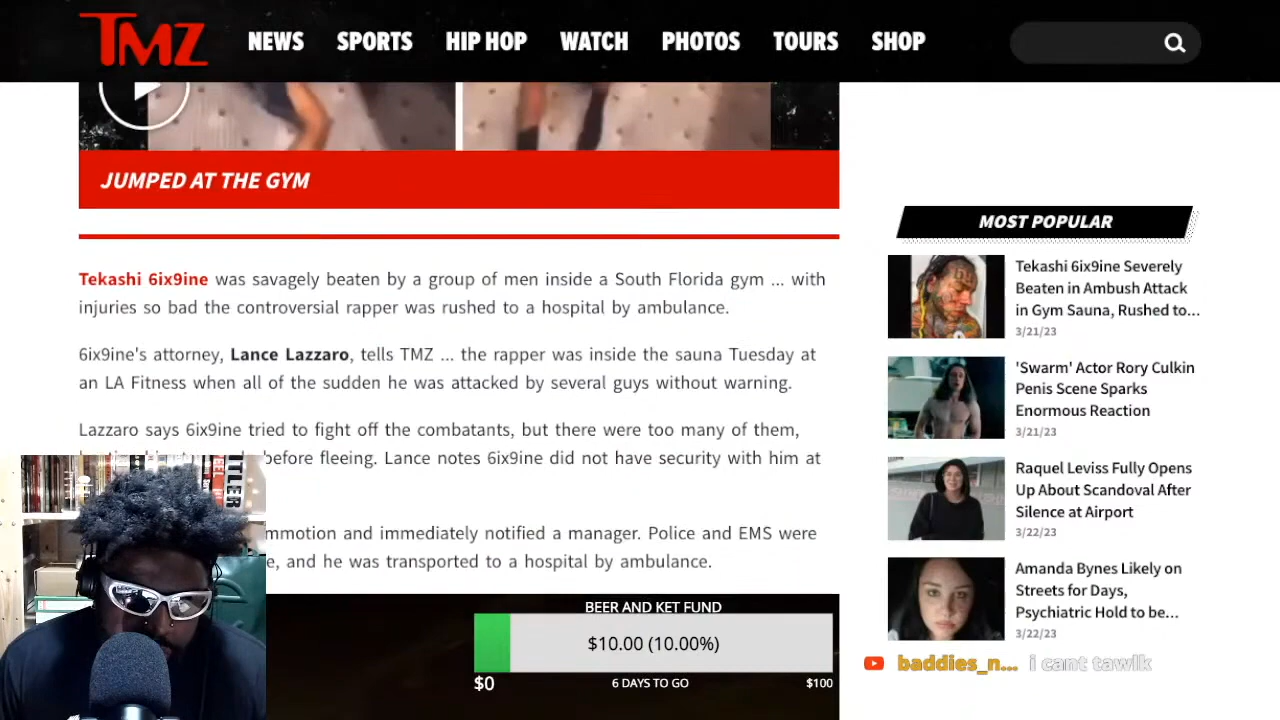 TMZ
NEWS SPORTS HIP HOP WATCH PHOTOS TOURS SHOP
JUMPED AT THE GYM
Tekashi 6ix9ine was savagely beaten by a group of men inside a South Florida gym ... with
injuries so bad the controversial rapper was rushed to a hospital by ambulance.
6ix9ine's attorney, Lance Lazzaro, tells TMZ ... the rapper was inside the sauna Tuesday at
an LA Fitness when all of the sudden he was attacked by several guys without warning.
Lazzaro says 6ix9ine tried to fight off the combatants, but there were too many of them,
before fleeing. Lance notes 6ix9ine did not have security with him at
mmotion and immediately notified a manager. Police and EMS were
e, and he was transported to a hospital by ambulance.
BEER AND KET FUND
$10.00 (10.00%)
$0 6 DAYS TO GO $100
MOST POPULAR
Tekashi 6ix9ine Severely
Beaten in Ambush Attack
in Gym Sauna, Rushed to...
3/21/23
'Swarm' Actor Rory Culkin
Penis Scene Sparks
Enormous Reaction
3/21/23
Raquel Leviss Fully Opens
Up About Scandoval After
Silence at Airport
3/22/23
Amanda Bynes Likely on
Streets for Days,
Psychiatric Hold to be...
3/22/23
baddies_n... i cant tawlk